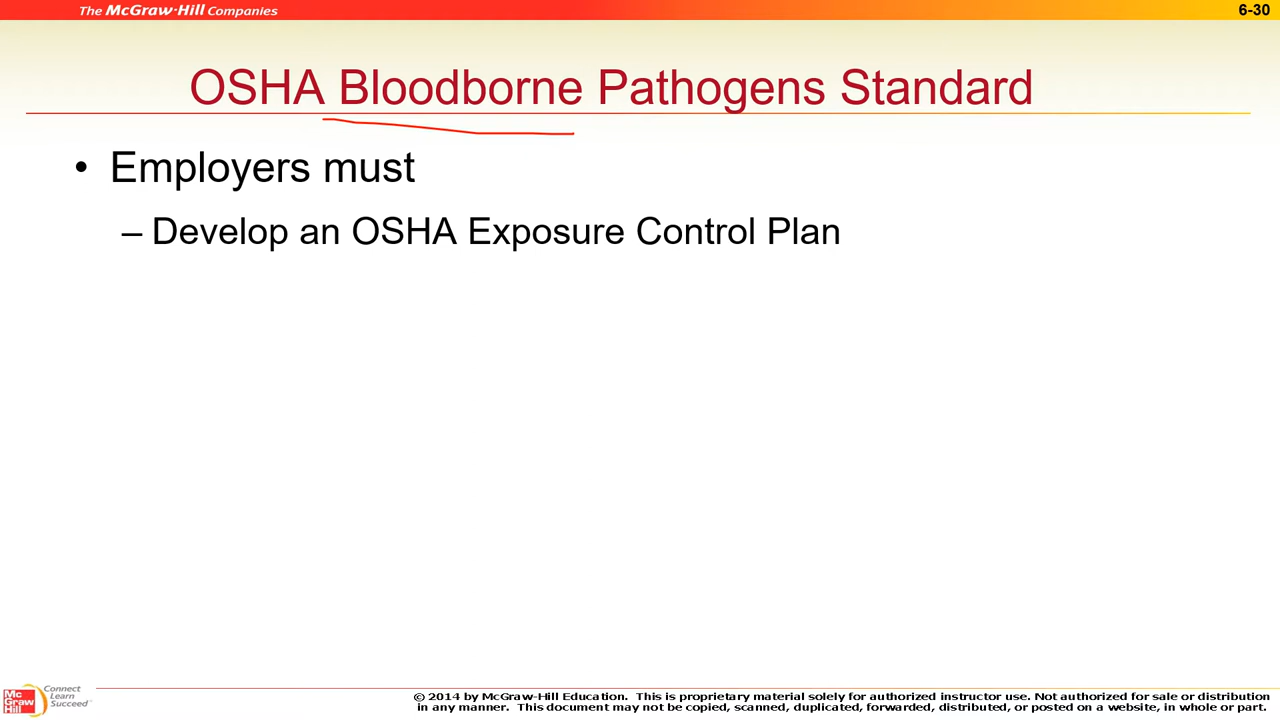 The McGraw-Hill Companies
6-30
OSHA Bloodborne Pathogens Standard
• Employers must
– Develop an OSHA Exposure Control Plan
Mc
Graw
Hill
Connect
Learn
Succeed™
© 2014 by McGraw-Hill Education. This is proprietary material solely for authorized instructor use. Not authorized for sale or distribution
in any manner. This document may not be copied, scanned, duplicated, forwarded, distributed, or posted on a website, in whole or part.